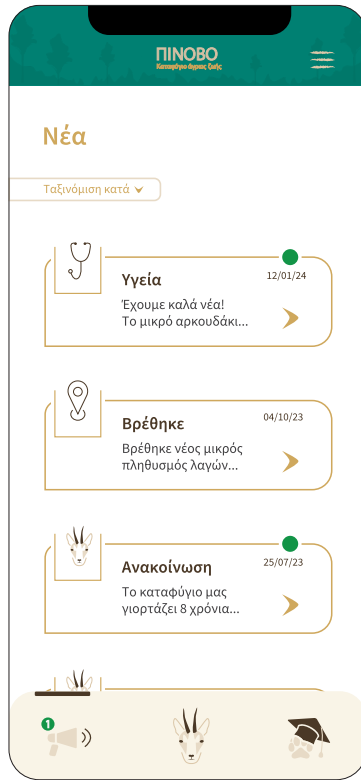 ΠΙΝΟΒΟ
Καταφύγιο άγριας ζωής
Νέα
Ταξινόμιση κατά
12/01/24
Υγεία
Έχουμε καλά νέα!
Το μικρό αρκουδάκι...
04/10/23
Βρέθηκε
Βρέθηκε νέος μικρός
πληθυσμός λαγών...
25/07/23
Ανακοίνωση
Το καταφύγιο μας
γιορτάζει 8 χρόνια...
1